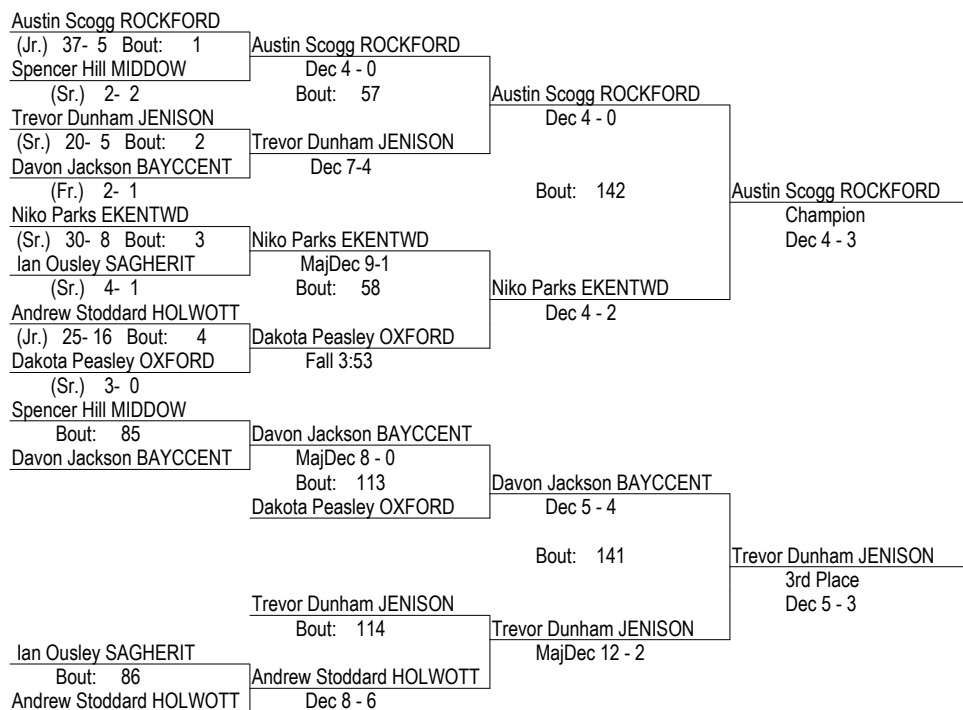 Austin Scogg ROCKFORD
(Jr.) 37- 5 Bout: 1
Austin Scogg ROCKFORD
Spencer Hill MIDDOW
Dec 4 - 0
(Sr.) 2- 2
Bout: 57
Austin Scogg ROCKFORD
Trevor Dunham JENISON
Dec 4 - 0
(Sr.) 20- 5 Bout: 2
Trevor Dunham JENISON
Davon Jackson BAYCCENT
Dec 7-4
(Fr.) 2- 1
Bout: 142
Austin Scogg ROCKFORD
Niko Parks EKENTWD
Champion
(Sr.) 30- 8 Bout: 3
Niko Parks EKENTWD
Dec 4 - 3
Ian Ousley SAGHERIT
MajDec 9-1
(Sr.) 4- 1
Bout: 58
Niko Parks EKENTWD
Andrew Stoddard HOLWOTT
Dec 4 - 2
(Jr.) 25- 16 Bout: 4
Dakota Peasley OXFORD
Dakota Peasley OXFORD
Fall 3:53
(Sr.) 3- 0
Spencer Hill MIDDOW
Bout: 85
Davon Jackson BAYCCENT
Davon Jackson BAYCCENT
MajDec 8 - 0
Bout: 113
Davon Jackson BAYCCENT
Dakota Peasley OXFORD
Dec 5 - 4
Bout: 141
Trevor Dunham JENISON
3rd Place
Trevor Dunham JENISON
Dec 5 - 3
Bout: 114
Trevor Dunham JENISON
Ian Ousley SAGHERIT
MajDec 12 - 2
Bout: 86
Andrew Stoddard HOLWOTT
Andrew Stoddard HOLWOTT
Dec 8 - 6